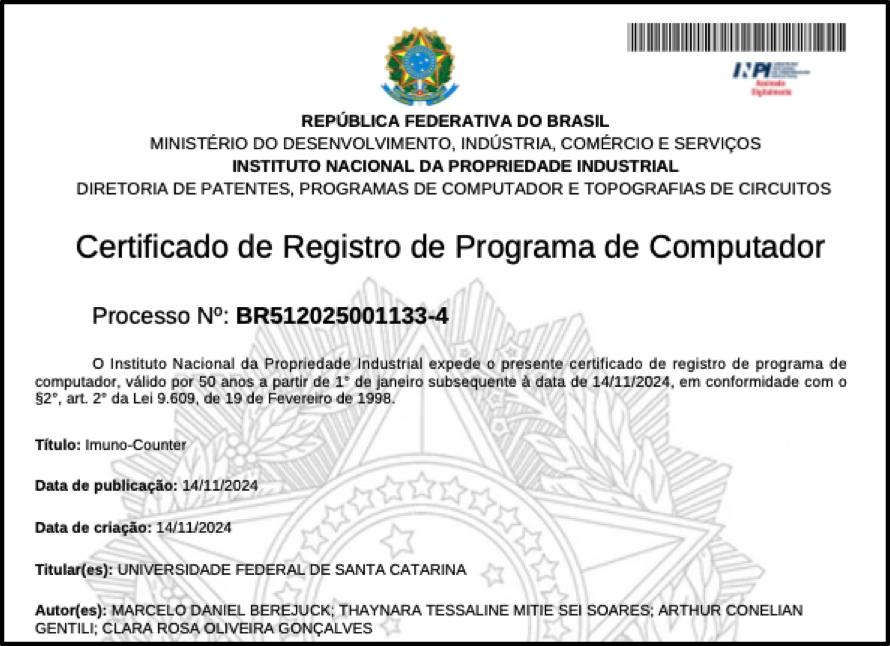 INPI
Assinado
Digitalmente
REPÚBLICA FEDERATIVA DO BRASIL
MINISTÉRIO DO DESENVOLVIMENTO, INDÚSTRIA, COMÉRCIO E SERVIÇOS
INSTITUTO NACIONAL DA PROPRIEDADE INDUSTRIAL
DIRETORIA DE PATENTES, PROGRAMAS DE COMPUTADOR E TOPOGRAFIAS DE CIRCUITOS
Certificado de Registro de Programa de Computador
Processo Nº: BR512025001133-4
O Instituto Nacional da Propriedade Industrial expede o presente certificado de registro de programa de
computador, válido por 50 anos a partir de 1° de janeiro subsequente à data de 14/11/2024, em conformidade com o
§2°, art. 2° da Lei 9.609, de 19 de Fevereiro de 1998.
Título: Imuno-Counter
Data de publicação: 14/11/2024
Data de criação: 14/11/2024
Titular(es): UNIVERSIDADE FEDERAL DE SANTA CATARINA
Autor(es): MARCELO DANIEL BEREJUCK; THAYNARA TESSALINE MITIE SEI SOARES; ARTHUR CONELIAN
GENTILI; CLARA ROSA OLIVEIRA GONÇALVES